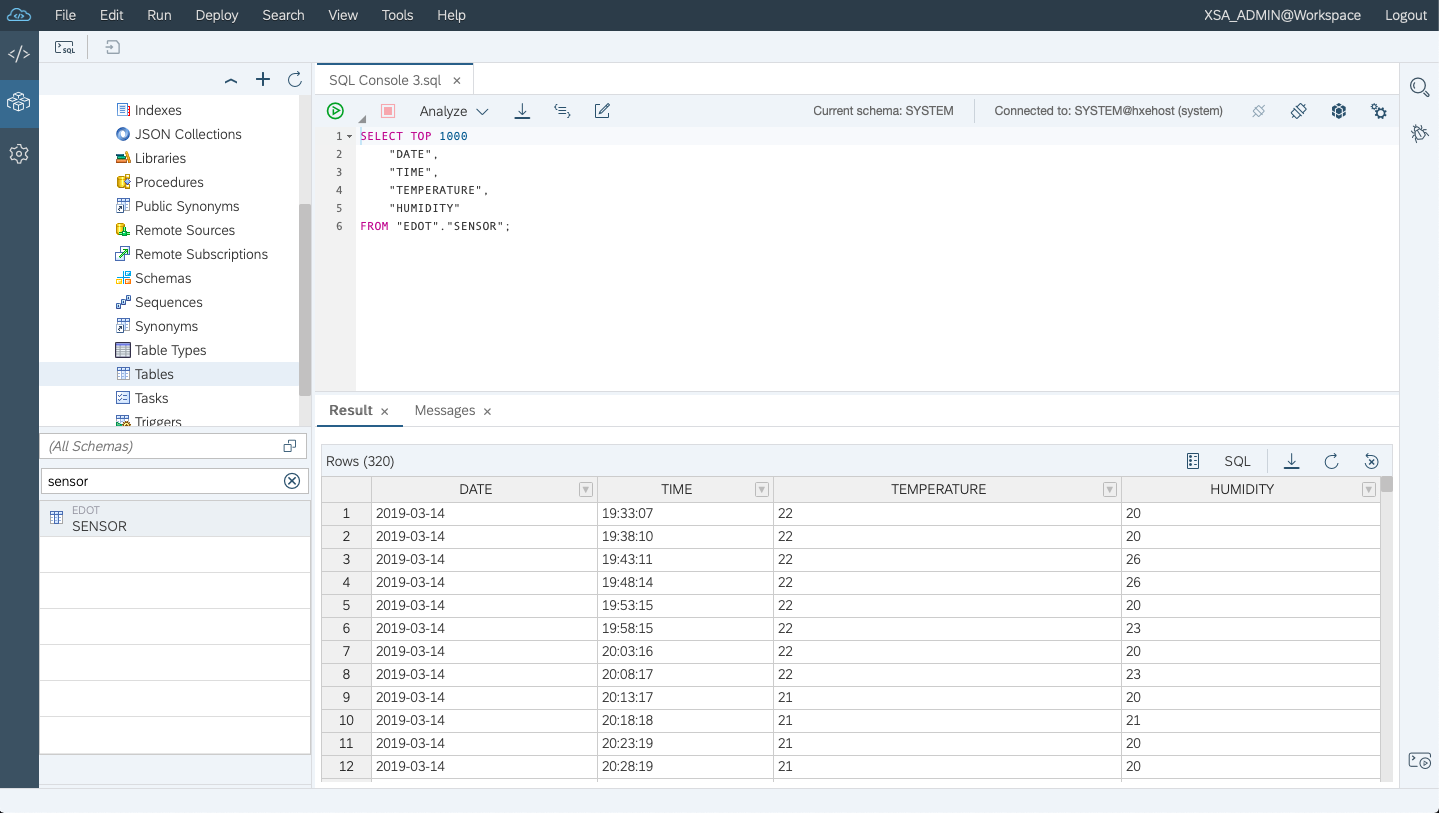 File Edit Run Deploy Search View Tools Help XSA_ADMIN@Workspace Logout
SQL
SQL Console 3.sql ×
Analyze Current schema: SYSTEM Connected to: SYSTEM@hxehost (system)
Indexes
JSON Collections
Libraries
Procedures
Public Synonyms
Remote Sources
Remote Subscriptions
Schemas
Sequences
Synonyms
Table Types
Tables
Tasks
Triggers
(All Schemas)
sensor
EDOT
SENSOR
1 SELECT TOP 1000
2 "DATE",
3 "TIME",
4 "TEMPERATURE",
5 "HUMIDITY"
6 FROM "EDOT"."SENSOR";
Result × Messages ×
Rows (320) SQL
DATE TIME TEMPERATURE HUMIDITY
1 2019-03-14 19:33:07 22 20
2 2019-03-14 19:38:10 22 20
3 2019-03-14 19:43:11 22 26
4 2019-03-14 19:48:14 22 26
5 2019-03-14 19:53:15 22 20
6 2019-03-14 19:58:15 22 23
7 2019-03-14 20:03:16 22 20
8 2019-03-14 20:08:17 22 23
9 2019-03-14 20:13:17 21 20
10 2019-03-14 20:18:18 21 21
11 2019-03-14 20:23:19 21 20
12 2019-03-14 20:28:19 21 20